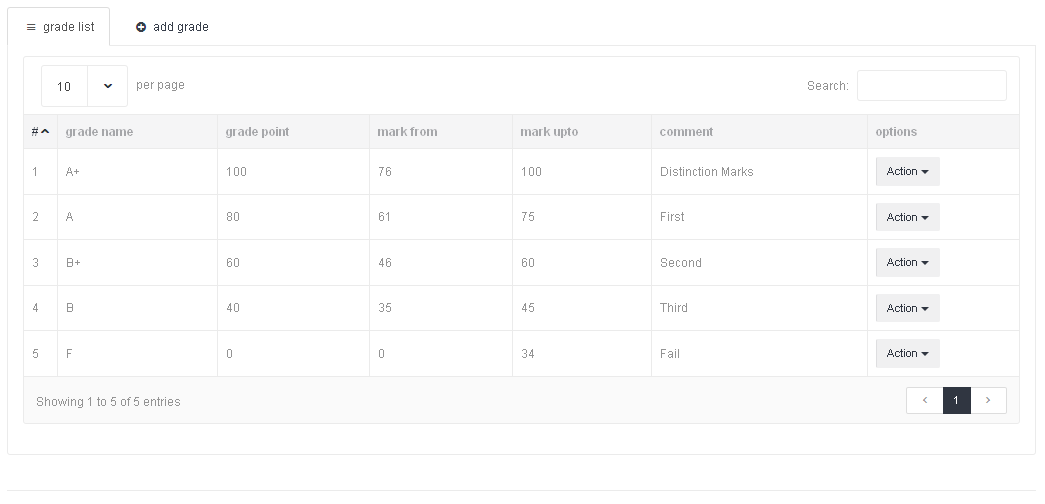 grade list add grade
10 per page Search:
# grade name grade point mark from mark upto comment options
1 A+ 100 76 100 Distinction Marks Action
2 A 80 61 75 First Action
3 B+ 60 46 60 Second Action
4 B 40 35 45 Third Action
5 F 0 0 34 Fail Action
Showing 1 to 5 of 5 entries < 1 >